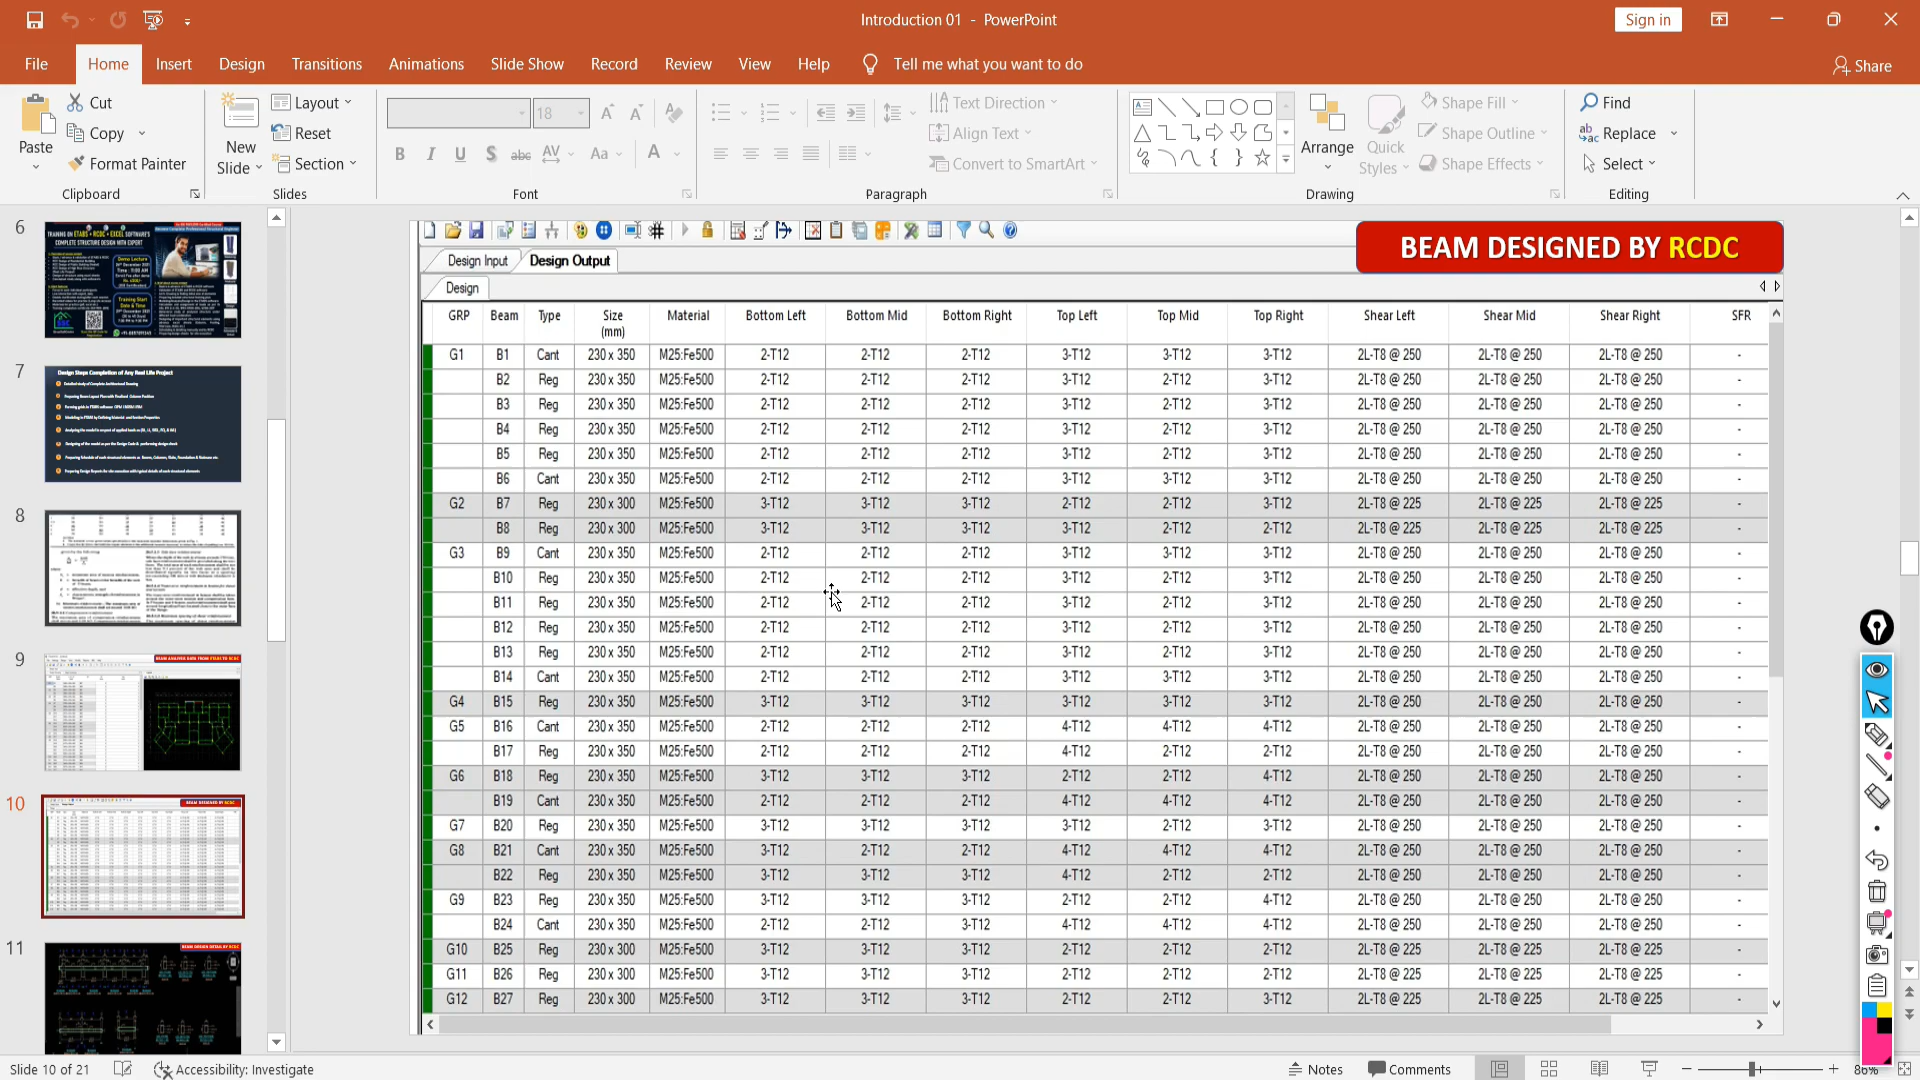 Introduction 01 - PowerPoint
Sign in
File Home Insert Design Transitions Animations Slide Show Record Review View Help Tell me what you want to do Share
Paste Cut Copy Format Painter Clipboard
New Slide Layout Reset Section Slides
18 Font
Text Direction Align Text Convert to SmartArt Paragraph
Arrange Quick Styles Shape Fill Shape Outline Shape Effects Drawing
Find Replace Select Editing
6
7
Design Steps Completion of Any Real Life Project
8
9
10
11
BEAM DESIGNED BY RCDC
Design Input Design Output
Design
GRP Beam Type Size (mm) Material Bottom Left Bottom Mid Bottom Right Top Left Top Mid Top Right Shear Left Shear Mid Shear Right SFR
G1 B1 Cant 230 x 350 M25:Fe500 2-T12 2-T12 2-T12 3-T12 3-T12 3-T12 2L-T8 @ 250 2L-T8 @ 250 2L-T8 @ 250 -
B2 Reg 230 x 350 M25:Fe500 2-T12 2-T12 2-T12 3-T12 2-T12 3-T12 2L-T8 @ 250 2L-T8 @ 250 2L-T8 @ 250 -
B3 Reg 230 x 350 M25:Fe500 2-T12 2-T12 2-T12 3-T12 2-T12 3-T12 2L-T8 @ 250 2L-T8 @ 250 2L-T8 @ 250 -
B4 Reg 230 x 350 M25:Fe500 2-T12 2-T12 2-T12 3-T12 2-T12 3-T12 2L-T8 @ 250 2L-T8 @ 250 2L-T8 @ 250 -
B5 Reg 230 x 350 M25:Fe500 2-T12 2-T12 2-T12 3-T12 2-T12 3-T12 2L-T8 @ 250 2L-T8 @ 250 2L-T8 @ 250 -
B6 Cant 230 x 350 M25:Fe500 2-T12 2-T12 2-T12 3-T12 3-T12 3-T12 2L-T8 @ 250 2L-T8 @ 250 2L-T8 @ 250 -
G2 B7 Reg 230 x 300 M25:Fe500 3-T12 3-T12 3-T12 2-T12 2-T12 3-T12 2L-T8 @ 225 2L-T8 @ 225 2L-T8 @ 225 -
B8 Reg 230 x 300 M25:Fe500 3-T12 3-T12 3-T12 3-T12 2-T12 2-T12 2L-T8 @ 225 2L-T8 @ 225 2L-T8 @ 225 -
G3 B9 Cant 230 x 350 M25:Fe500 2-T12 2-T12 2-T12 3-T12 3-T12 3-T12 2L-T8 @ 250 2L-T8 @ 250 2L-T8 @ 250 -
B10 Reg 230 x 350 M25:Fe500 2-T12 2-T12 2-T12 3-T12 2-T12 3-T12 2L-T8 @ 250 2L-T8 @ 250 2L-T8 @ 250 -
B11 Reg 230 x 350 M25:Fe500 2-T12 2-T12 2-T12 3-T12 2-T12 3-T12 2L-T8 @ 250 2L-T8 @ 250 2L-T8 @ 250 -
B12 Reg 230 x 350 M25:Fe500 2-T12 2-T12 2-T12 3-T12 2-T12 3-T12 2L-T8 @ 250 2L-T8 @ 250 2L-T8 @ 250 -
B13 Reg 230 x 350 M25:Fe500 2-T12 2-T12 2-T12 3-T12 2-T12 3-T12 2L-T8 @ 250 2L-T8 @ 250 2L-T8 @ 250 -
B14 Cant 230 x 350 M25:Fe500 2-T12 2-T12 2-T12 3-T12 3-T12 3-T12 2L-T8 @ 250 2L-T8 @ 250 2L-T8 @ 250 -
G4 B15 Reg 230 x 350 M25:Fe500 3-T12 3-T12 3-T12 3-T12 3-T12 3-T12 2L-T8 @ 250 2L-T8 @ 250 2L-T8 @ 250 -
G5 B16 Cant 230 x 350 M25:Fe500 2-T12 2-T12 2-T12 4-T12 4-T12 4-T12 2L-T8 @ 250 2L-T8 @ 250 2L-T8 @ 250 -
B17 Reg 230 x 350 M25:Fe500 2-T12 2-T12 2-T12 4-T12 2-T12 2-T12 2L-T8 @ 250 2L-T8 @ 250 2L-T8 @ 250 -
G6 B18 Reg 230 x 350 M25:Fe500 3-T12 3-T12 3-T12 2-T12 2-T12 4-T12 2L-T8 @ 250 2L-T8 @ 250 2L-T8 @ 250 -
B19 Cant 230 x 350 M25:Fe500 2-T12 2-T12 2-T12 4-T12 4-T12 4-T12 2L-T8 @ 250 2L-T8 @ 250 2L-T8 @ 250 -
G7 B20 Reg 230 x 350 M25:Fe500 3-T12 3-T12 3-T12 3-T12 2-T12 3-T12 2L-T8 @ 250 2L-T8 @ 250 2L-T8 @ 250 -
G8 B21 Cant 230 x 350 M25:Fe500 3-T12 2-T12 2-T12 4-T12 4-T12 4-T12 2L-T8 @ 250 2L-T8 @ 250 2L-T8 @ 250 -
B22 Reg 230 x 350 M25:Fe500 3-T12 3-T12 3-T12 4-T12 2-T12 2-T12 2L-T8 @ 250 2L-T8 @ 250 2L-T8 @ 250 -
G9 B23 Reg 230 x 350 M25:Fe500 3-T12 3-T12 3-T12 2-T12 2-T12 4-T12 2L-T8 @ 250 2L-T8 @ 250 2L-T8 @ 250 -
B24 Cant 230 x 350 M25:Fe500 2-T12 2-T12 3-T12 4-T12 4-T12 4-T12 2L-T8 @ 250 2L-T8 @ 250 2L-T8 @ 250 -
G10 B25 Reg 230 x 300 M25:Fe500 3-T12 3-T12 3-T12 2-T12 2-T12 2-T12 2L-T8 @ 225 2L-T8 @ 225 2L-T8 @ 225 -
G11 B26 Reg 230 x 300 M25:Fe500 3-T12 3-T12 3-T12 2-T12 2-T12 2-T12 2L-T8 @ 225 2L-T8 @ 225 2L-T8 @ 225 -
G12 B27 Reg 230 x 300 M25:Fe500 3-T12 3-T12 3-T12 2-T12 2-T12 3-T12 2L-T8 @ 225 2L-T8 @ 225 2L-T8 @ 225 -
Slide 10 of 21 Accessibility: Investigate Notes Comments 86%